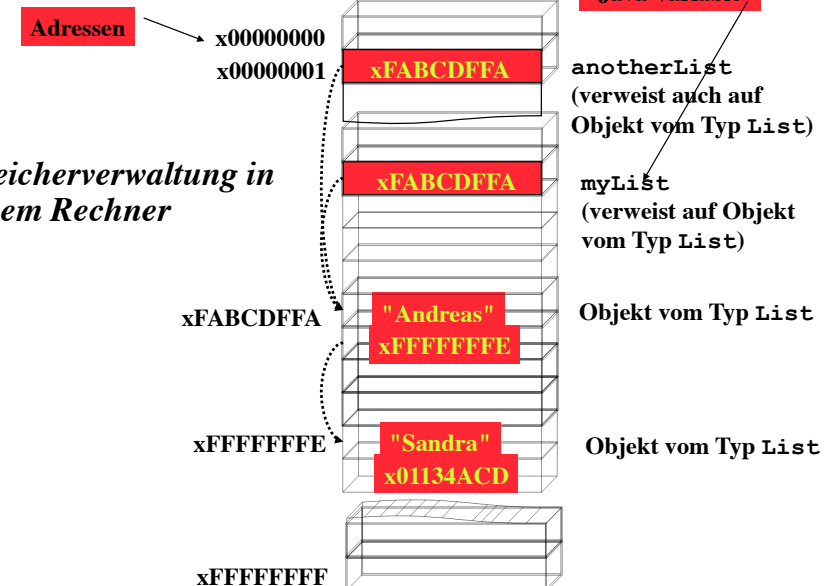 Adressen
x00000000
x00000001
xFABCDFFA
anotherList
(verweist auch auf
Objekt vom Typ List)
eicherverwaltung in
em Rechner
xFABCDFFA
myList
(verweist auf Objekt
vom Typ List)
xFABCDFFA
"Andreas"
xFFFFFFFE
Objekt vom Typ List
xFFFFFFFE
"Sandra"
x01134ACD
Objekt vom Typ List
xFFFFFFFF